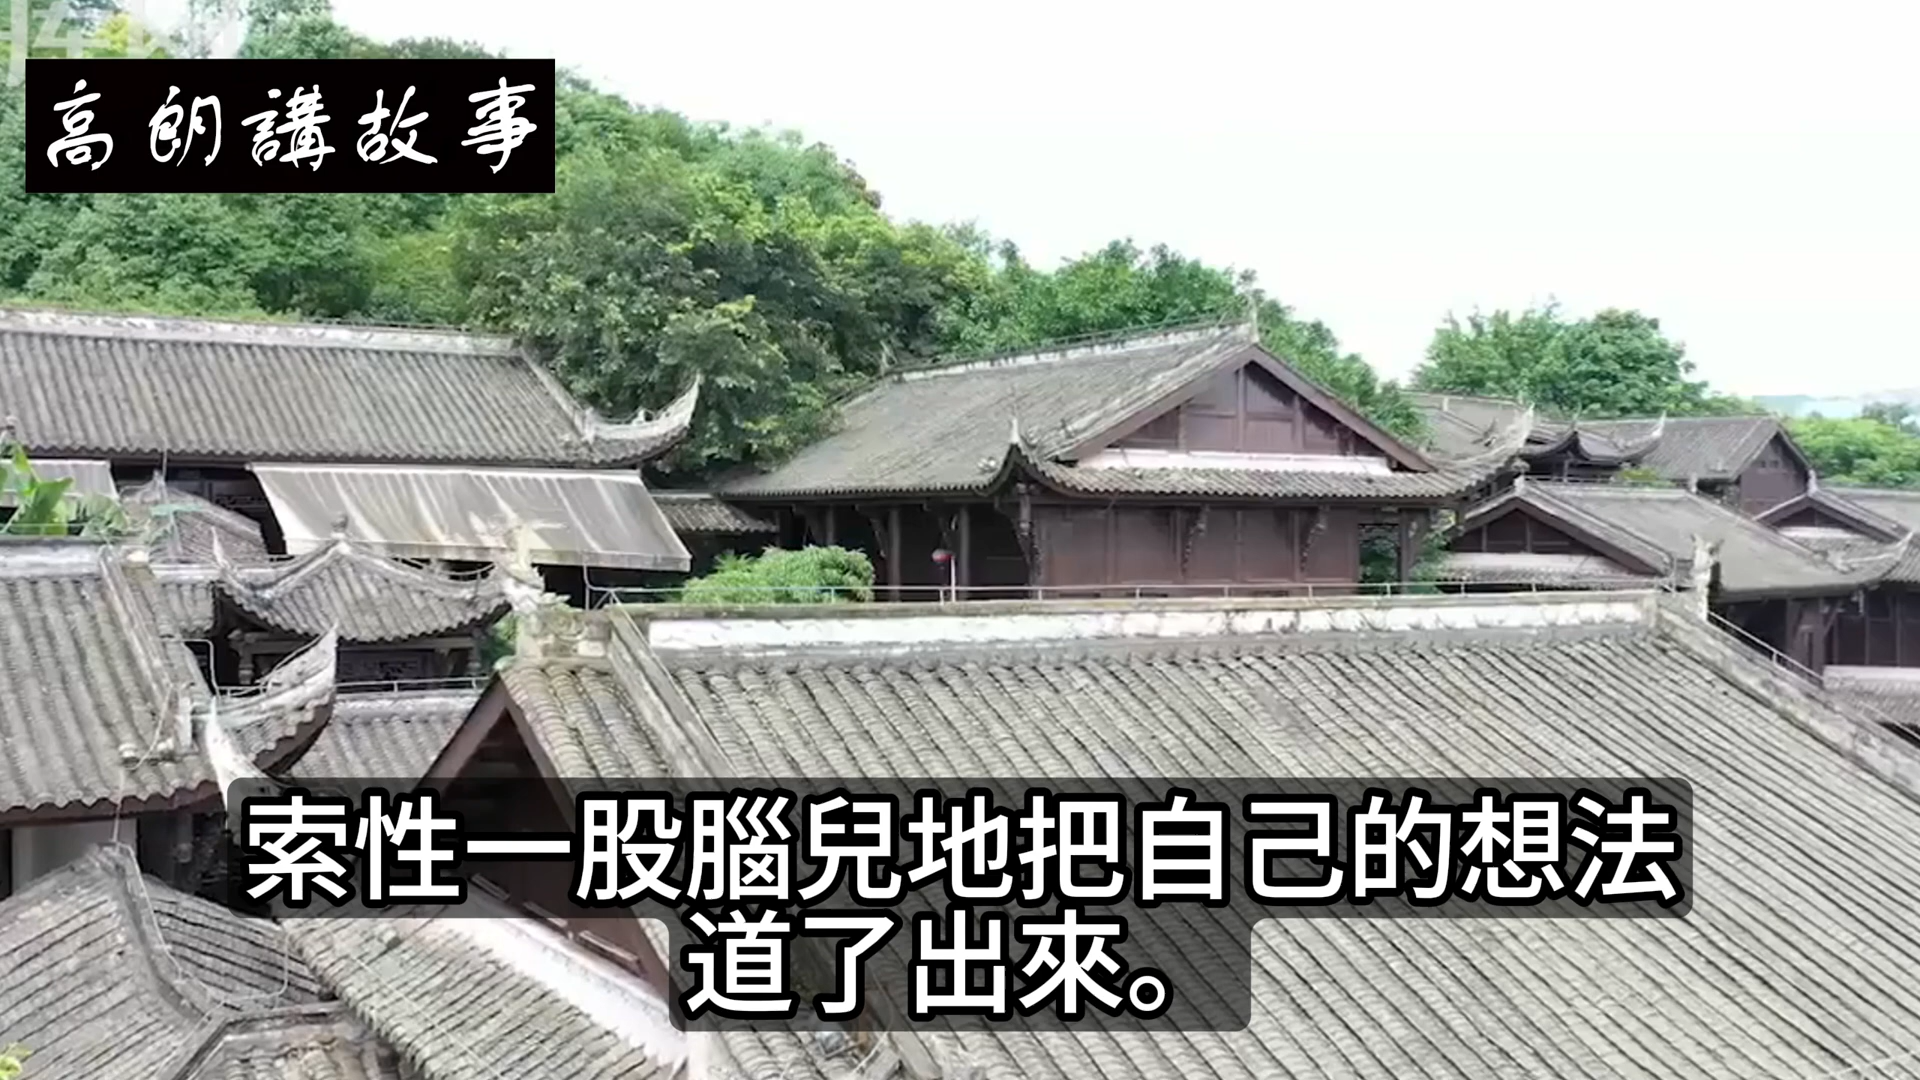 高朗講故事
索性一股腦兒地把自己的想法
道了出來。